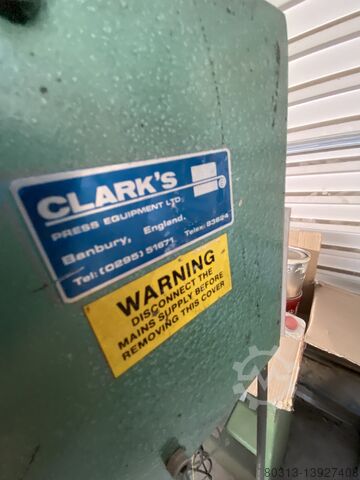 CLARK'S
PRESS EQUIPMENT LTD.
Banbury, England.
Tel: (0295) 51671 Telex: 83624
WARNING
DISCONNECT THE
MAINS SUPPLY BEFORE
REMOVING THIS COVER
80313-13927408